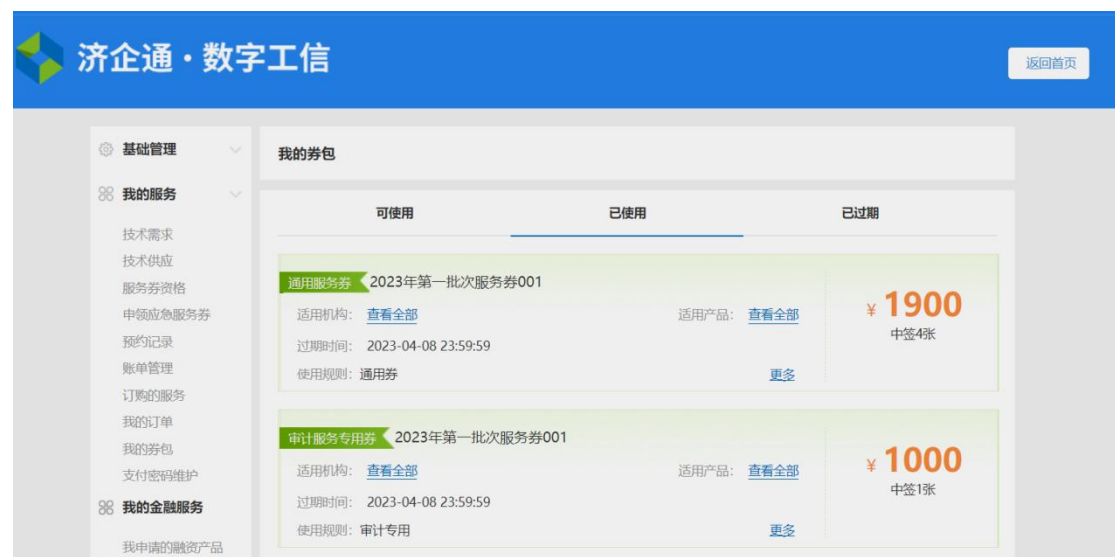 济企通·数字工信
返回首页
基础管理
我的服务
技术需求
技术供应
服务券资格
申领应急服务券
预约记录
账单管理
订购的服务
我的订单
我的券包
支付密码维护
我的金融服务
我申请的融资产品
我的券包
可使用 已使用 已过期
通用服务券 2023年第一批次服务券001
适用机构: 查看全部 适用产品: 查看全部
过期时间: 2023-04-08 23:59:59
使用规则: 通用券 更多
¥ 1900
中签4张
审计服务专用券 2023年第一批次服务券001
适用机构: 查看全部 适用产品: 查看全部
过期时间: 2023-04-08 23:59:59
使用规则: 审计专用 更多
¥ 1000
中签1张